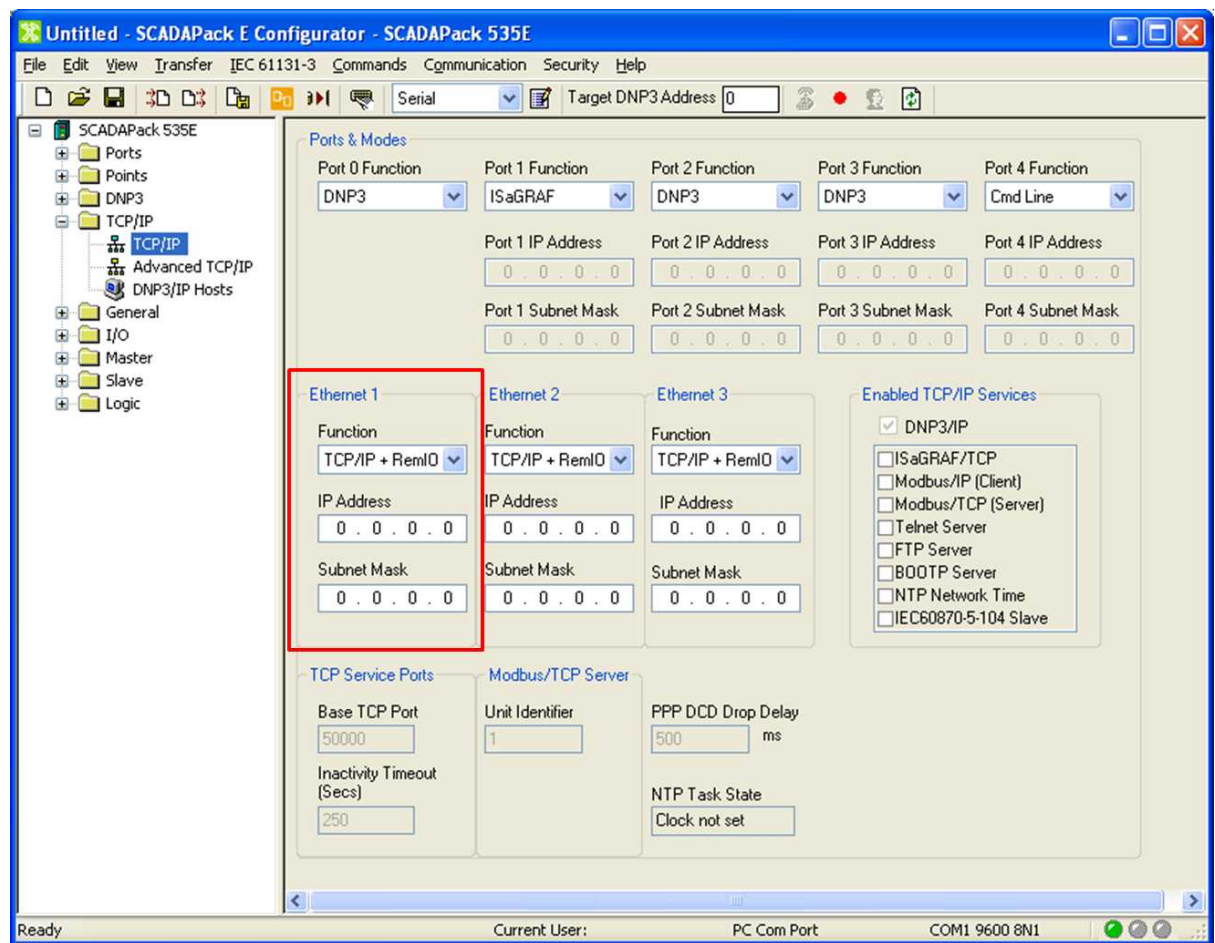 Untitled - SCADAPack E Configurator - SCADAPack 535E
File Edit View Transfer IEC 61131-3 Commands Communication Security Help
Serial Target DNP3 Address 0
SCADAPack 535E
Ports
Points
DNP3
TCP/IP
TCP/IP
Advanced TCP/IP
DNP3/IP Hosts
General
I/O
Master
Slave
Logic
Ports & Modes
Port 0 Function Port 1 Function Port 2 Function Port 3 Function Port 4 Function
DNP3 ISaGRAF DNP3 DNP3 Cmd Line
Port 1 IP Address Port 2 IP Address Port 3 IP Address Port 4 IP Address
0 . 0 . 0 . 0 0 . 0 . 0 . 0 0 . 0 . 0 . 0 0 . 0 . 0 . 0
Port 1 Subnet Mask Port 2 Subnet Mask Port 3 Subnet Mask Port 4 Subnet Mask
0 . 0 . 0 . 0 0 . 0 . 0 . 0 0 . 0 . 0 . 0 0 . 0 . 0 . 0
Ethernet 1 Ethernet 2 Ethernet 3
Function Function Function
TCP/IP + RemIO TCP/IP + RemIO TCP/IP + RemIO
IP Address IP Address IP Address
0 . 0 . 0 . 0 0 . 0 . 0 . 0 0 . 0 . 0 . 0
Subnet Mask Subnet Mask Subnet Mask
0 . 0 . 0 . 0 0 . 0 . 0 . 0 0 . 0 . 0 . 0
Enabled TCP/IP Services
DNP3/IP
ISaGRAF/TCP
Modbus/IP (Client)
Modbus/TCP (Server)
Telnet Server
FTP Server
BOOTP Server
NTP Network Time
IEC60870-5-104 Slave
TCP Service Ports Modbus/TCP Server
Base TCP Port Unit Identifier PPP DCD Drop Delay
50000 1 500 ms
Inactivity Timeout
(Secs)
250
NTP Task State
Clock not set
Ready Current User: PC Com Port COM1 9600 8N1